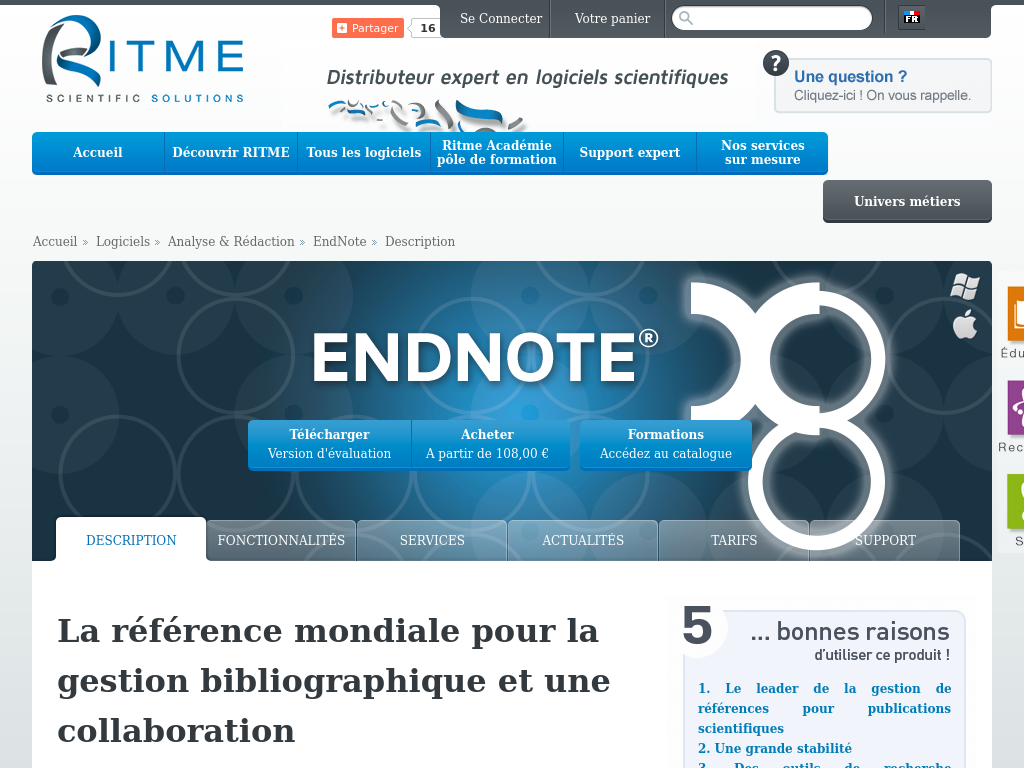 RITME
SCIENTIFIC SOLUTIONS
Partager 16
Se Connecter
Votre panier
FR
Distributeur expert en logiciels scientifiques
?
Une question ?
Cliquez-ici ! On vous rappelle.
Accueil
Découvrir RITME
Tous les logiciels
Ritme Académie
pôle de formation
Support expert
Nos services
sur mesure
Univers métiers
Accueil » Logiciels » Analyse & Rédaction » EndNote » Description
ENDNOTE®
X8
Télécharger
Version d'évaluation
Acheter
A partir de 108,00 €
Formations
Accédez au catalogue
Édu
Rec
S
DESCRIPTION
FONCTIONNALITÉS
SERVICES
ACTUALITÉS
TARIFS
SUPPORT
La référence mondiale pour la
gestion bibliographique et une
collaboration
5
... bonnes raisons
d'utiliser ce produit !
1. Le leader de la gestion de
références pour publications
scientifiques
2. Une grande stabilité
3. Des outils de recherche